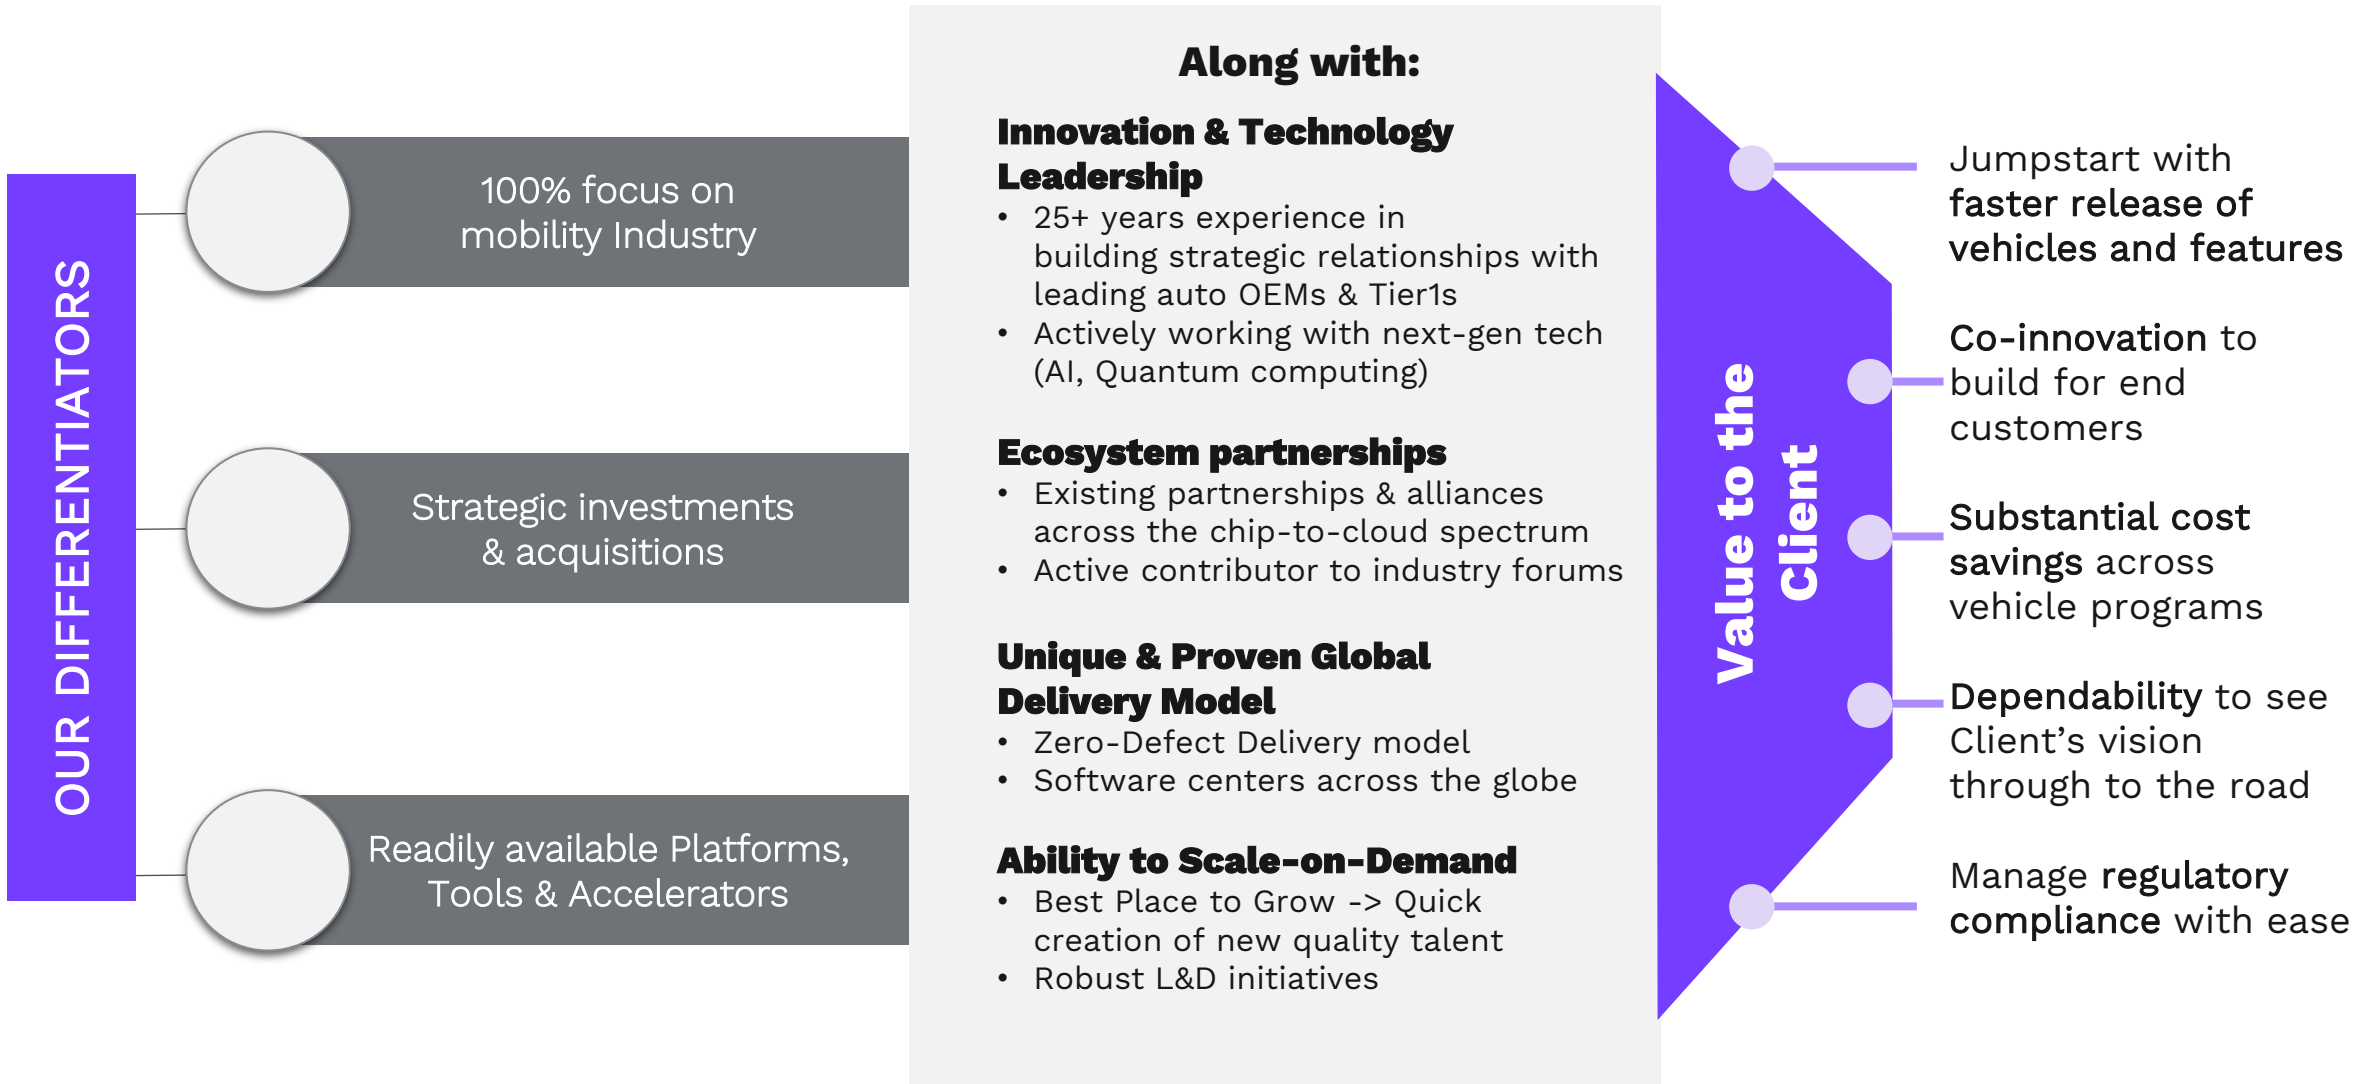 OUR DIFFERENTIATORS
100% focus on
mobility Industry
Strategic investments
& acquisitions
Readily available Platforms,
Tools & Accelerators
Along with:
Innovation & Technology
Leadership
• 25+ years experience in
building strategic relationships with
leading auto OEMs & Tier1s
• Actively working with next-gen tech
(AI, Quantum computing)
Ecosystem partnerships
• Existing partnerships & alliances
across the chip-to-cloud spectrum
• Active contributor to industry forums
Unique & Proven Global
Delivery Model
• Zero-Defect Delivery model
• Software centers across the globe
Ability to Scale-on-Demand
• Best Place to Grow -> Quick
creation of new quality talent
• Robust L&D initiatives
Value to the
Client
Jumpstart with
faster release of
vehicles and features
Co-innovation to
build for end
customers
Substantial cost
savings across
vehicle programs
Dependability to see
Client’s vision
through to the road
Manage regulatory
compliance with ease